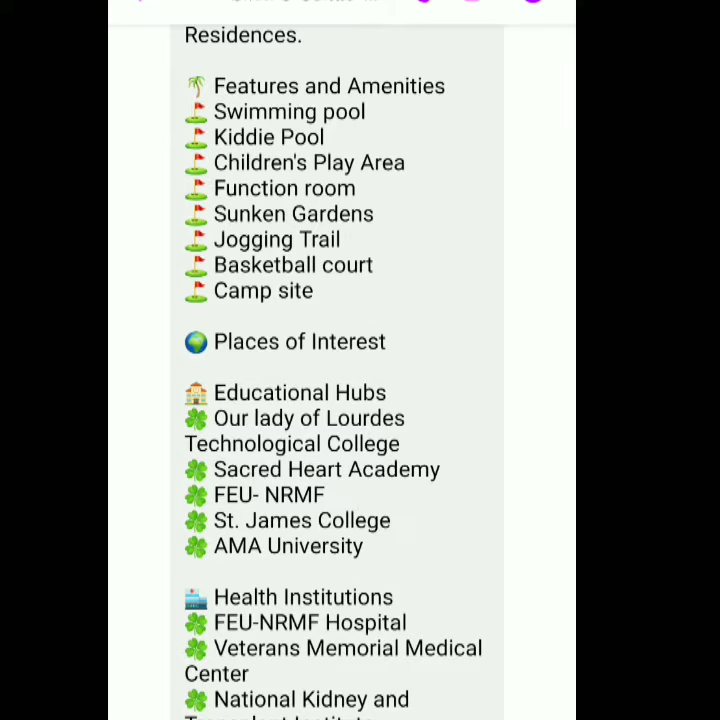 Residences.
🌴 Features and Amenities
⛳ Swimming pool
⛳ Kiddie Pool
⛳ Children's Play Area
⛳ Function room
⛳ Sunken Gardens
⛳ Jogging Trail
⛳ Basketball court
⛳ Camp site
🌍 Places of Interest
🏫 Educational Hubs
🍀 Our lady of Lourdes
Technological College
🍀 Sacred Heart Academy
🍀 FEU- NRMF
🍀 St. James College
🍀 AMA University
🏥 Health Institutions
🍀 FEU-NRMF Hospital
🍀 Veterans Memorial Medical
Center
🍀 National Kidney and
Transplant Institute